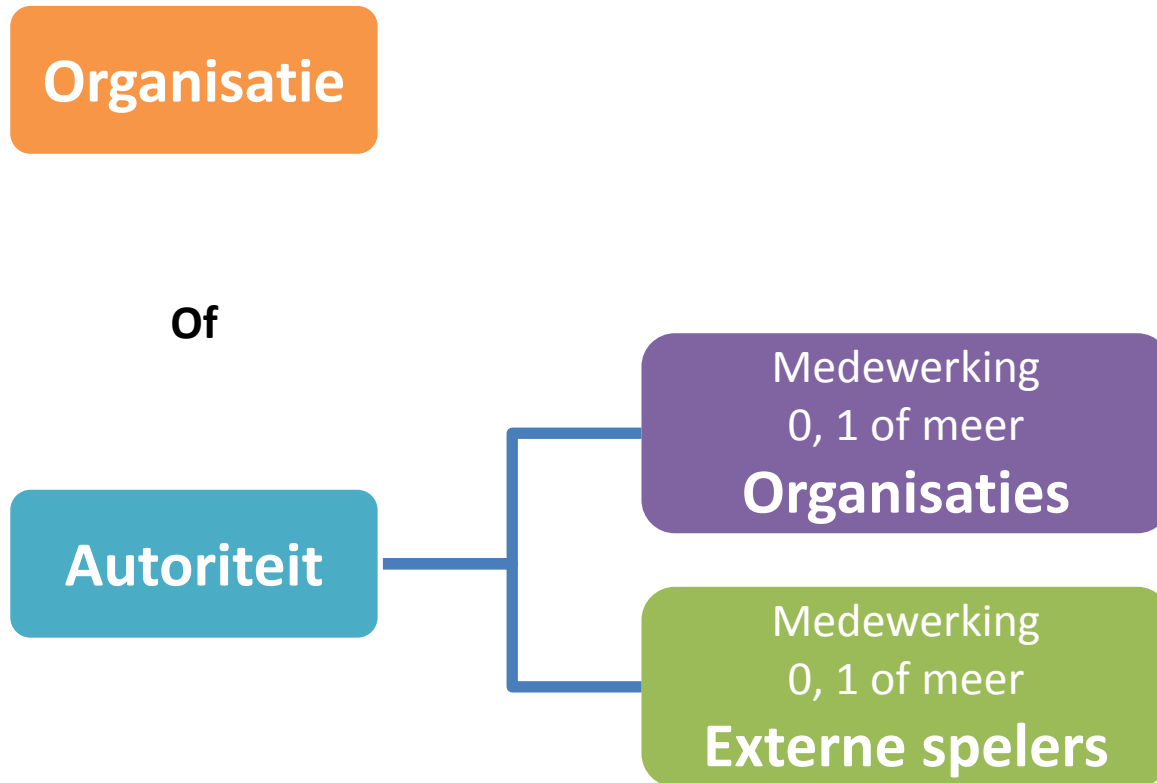 Organisatie
Of
Autoriteit
Medewerking
0, 1 of meer
Organisaties
Medewerking
0, 1 of meer
Externe spelers